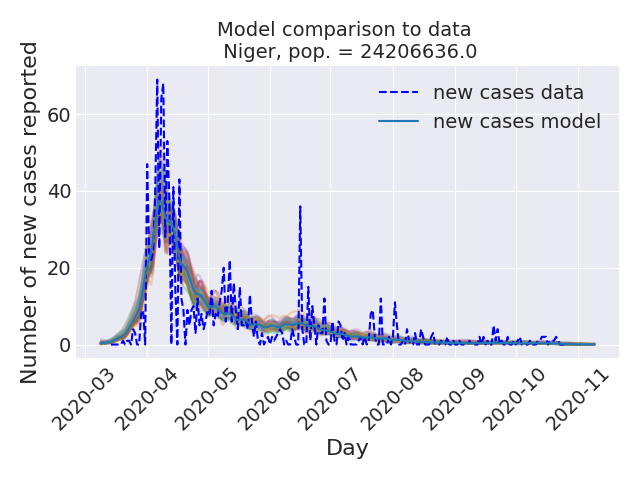 Model comparison to data
Niger, pop. = 24206636.0
new cases data
new cases model
Number of new cases reported
60
40
20
0
2020-03
2020-04
2020-05
2020-06
2020-07
2020-08
2020-09
2020-10
2020-11
Day